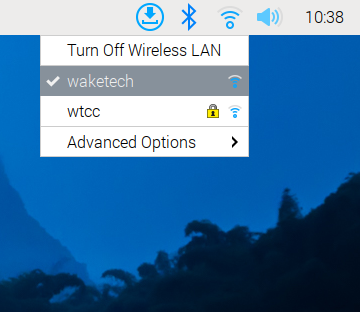 10:38
Turn Off Wireless LAN
waketech
wtcc
Advanced Options